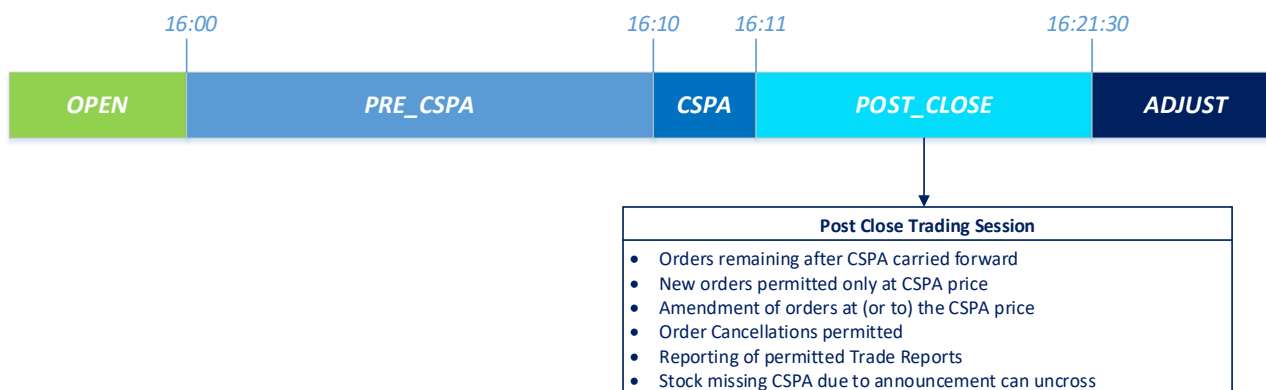 16:00 16:10 16:11 16:21:30
OPEN PRE_CSPA CSPA POST_CLOSE ADJUST
Post Close Trading Session
• Orders remaining after CSPA carried forward
• New orders permitted only at CSPA price
• Amendment of orders at (or to) the CSPA price
• Order Cancellations permitted
• Reporting of permitted Trade Reports
• Stock missing CSPA due to announcement can uncross